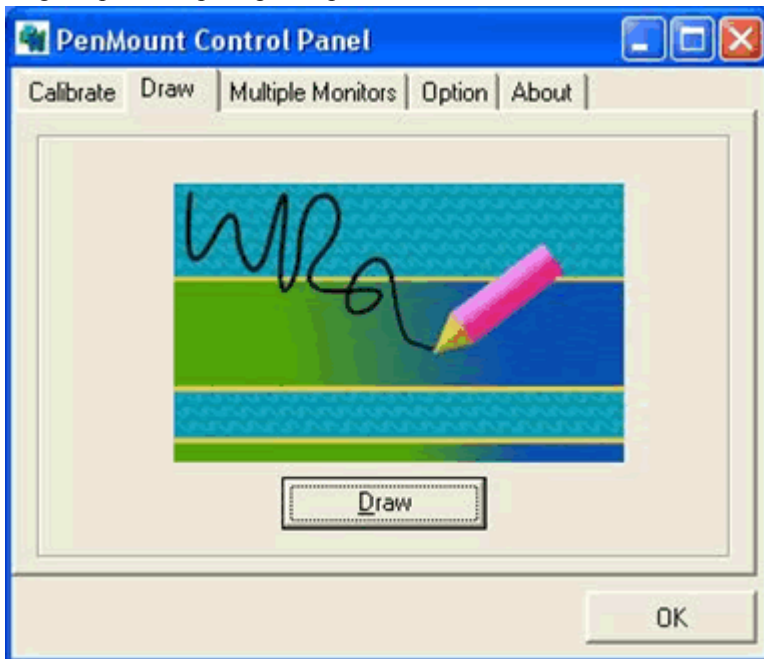 PenMount Control Panel
Calibrate Draw Multiple Monitors Option About
Draw
OK